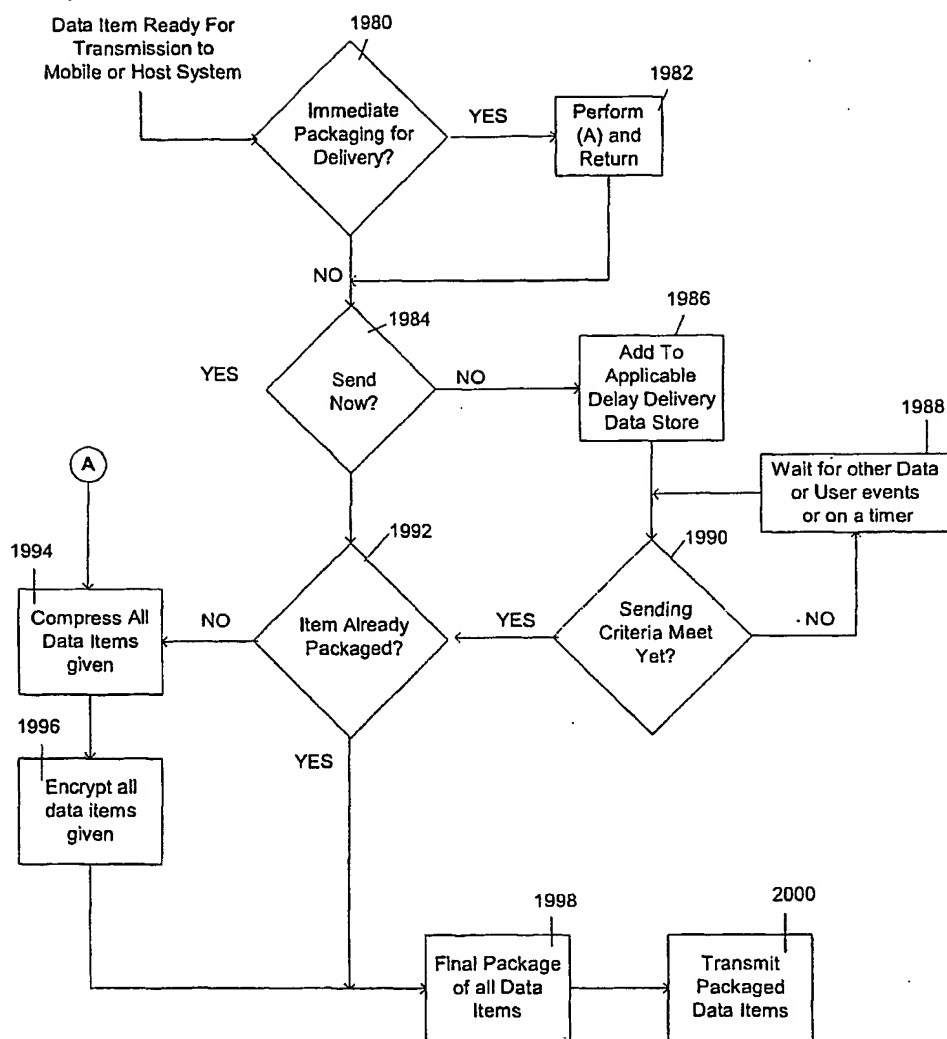 Data Item Ready For
Transmission to
Mobile or Host System
1980
Immediate
Packaging for
Delivery?
YES
1982
Perform
(A) and
Return
NO
1984
Send
Now?
YES
NO
1986
Add To
Applicable
Delay Delivery
Data Store
1988
Wait for other Data
or User events
or on a timer
A
1992
Item Already
Packaged?
1990
Sending
Criteria Meet
Yet?
YES
NO
1994
Compress All
Data Items
given
NO
1996
Encrypt all
data items
given
YES
1998
Final Package
of all Data
Items
2000
Transmit
Packaged
Data Items